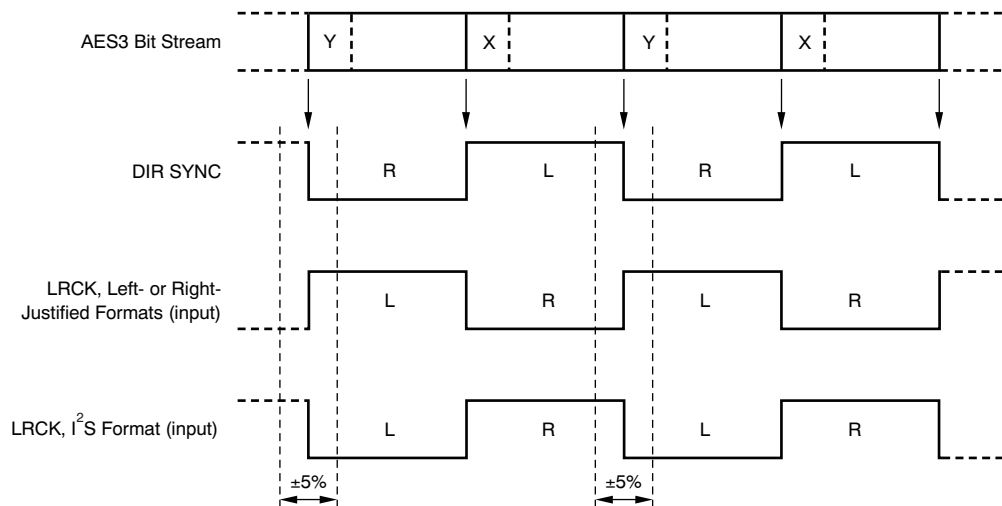 AES3 Bit Stream
Y
X
Y
X
DIR SYNC
R
L
R
L
LRCK, Left- or Right-
Justified Formats (input)
L
R
L
R
LRCK, I²S Format (input)
L
R
L
R
±5%
±5%